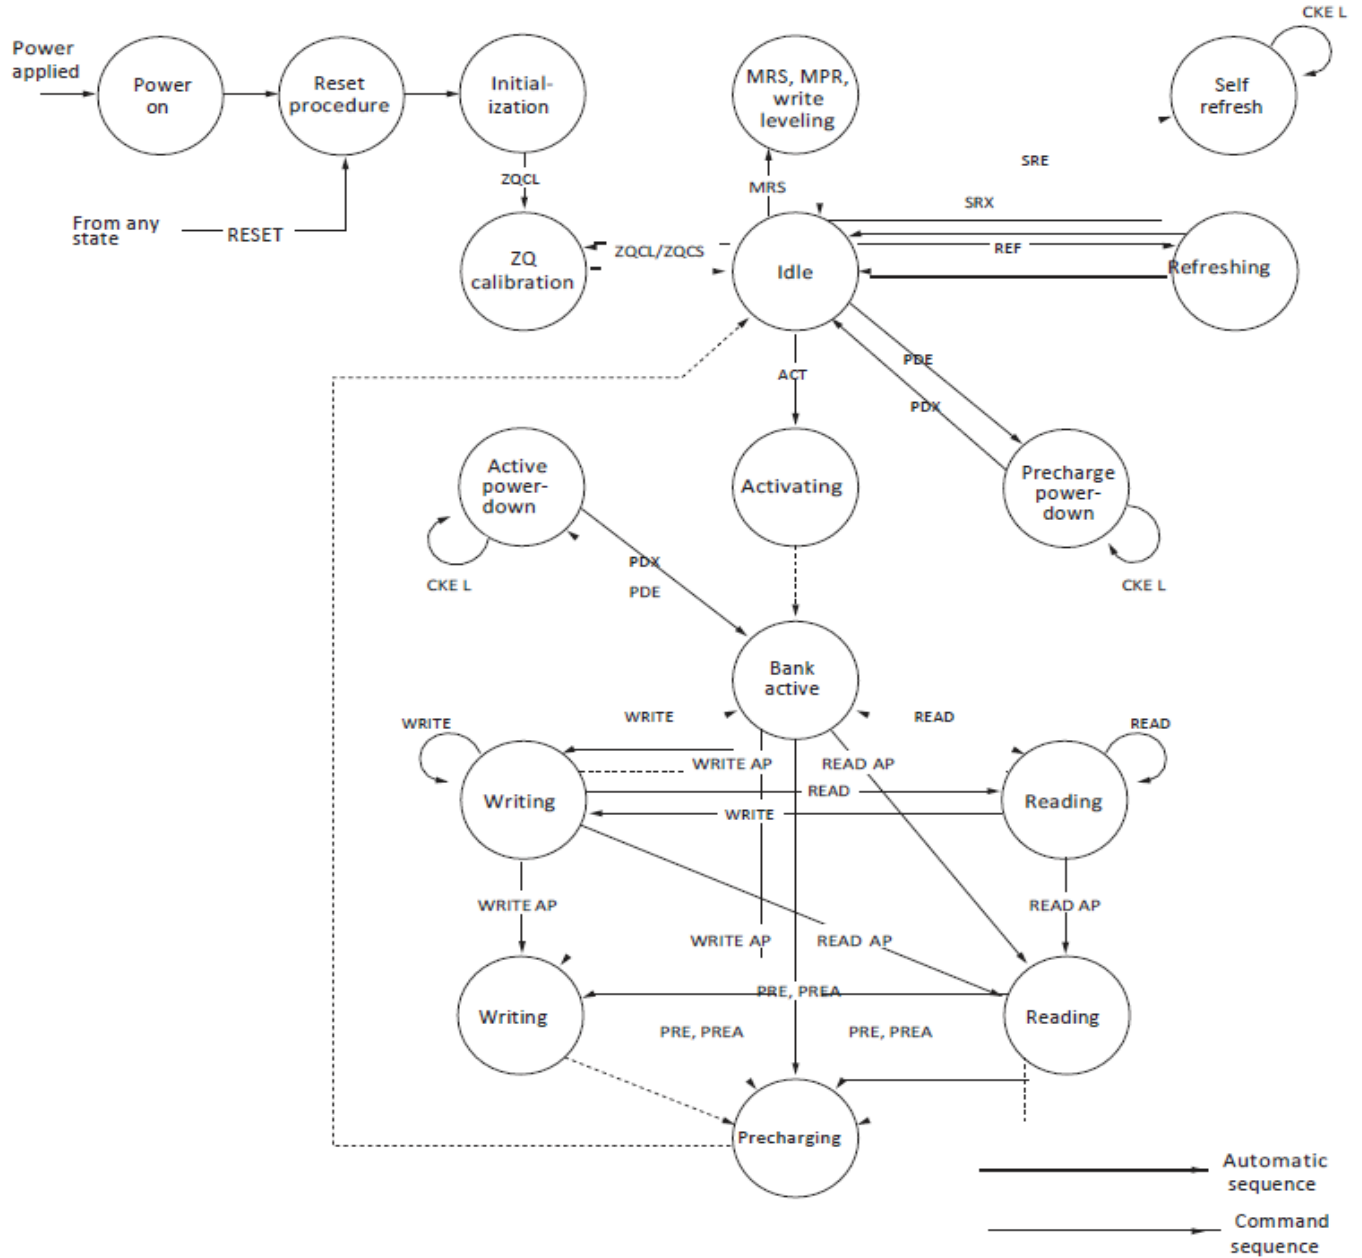 CKE L
Power
applied
Power
on
Reset
procedure
Initial-
ization
MRS, MPR,
write
leveling
Self
refresh
ZQCL
MRS
SRE
SRX
From any
state
RESET
ZQ
calibration
ZQCL/ZQCS
Idle
REF
Refreshing
PDE
ACT
PDX
Active
power-
down
Activating
Precharge
power-
down
PDX
CKE L
PDE
CKE L
Bank
active
WRITE
WRITE
READ
READ
WRITE AP
READ AP
Writing
READ
WRITE
Reading
WRITE AP
READ AP
WRITE AP
READ AP
PRE, PREA
Writing
Reading
PRE, PREA
PRE, PREA
Precharging
Automatic
sequence
Command
sequence